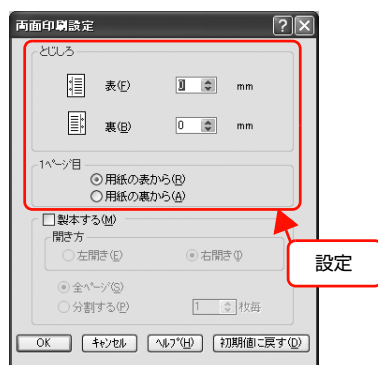 両面印刷設定
とじしろ
表(F) 0 mm
裏(B) 0 mm
1ページ目
用紙の表から(R)
用紙の裏から(A)
製本する(M)
開き方
左開き(E) 右開き(I)
全ページ(S)
分割する(P) 1 枚毎
設定
OK キャンセル ヘルプ(H) 初期値に戻す(D)